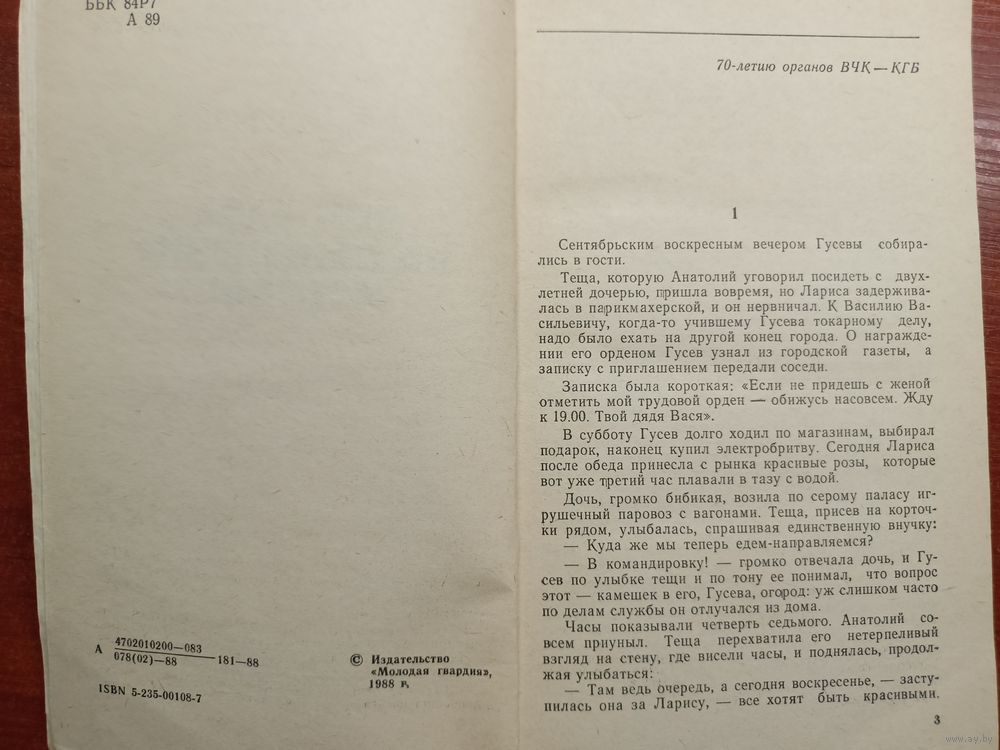 ББК 84Р7
А 89
А 4702010200—083
078(02)—88
181—88
ISBN 5-235-00108-7
© Издательство
«Молодая гвардия»,
1988 г.
70-летию органов ВЧК—КГБ
1
Сентябрьским воскресным вечером Гусевы собира-
лись в гости.
Теща, которую Анатолий уговорил посидеть с двух-
летней дочерью, пришла вовремя, но Лариса задержива-
лась в парикмахерской, и он нервничал. К Василию Ва-
сильевичу, когда-то учившему Гусева токарному делу,
надо было ехать на другой конец города. О награжде-
нии его орденом Гусев узнал из городской газеты, а
записку с приглашением передали соседи.
Записка была короткая: «Если не придешь с женой
отметить мой трудовой орден — обижусь насовсем. Жду
к 19.00. Твой дядя Вася».
В субботу Гусев долго ходил по магазинам, выбирал
подарок, наконец купил электробритву. Сегодня Лариса
после обеда принесла с рынка красивые розы, которые
вот уже третий час плавали в тазу с водой.
Дочь, громко бибикая, возила по серому паласу иг-
рушечный паровоз с вагонами. Теща, присев на корточ-
ки рядом, улыбалась, спрашивая единственную внучку:
— Куда же мы теперь едем-направляемся?
— В командировку! — громко отвечала дочь, и Гу-
сев по улыбке тещи и по тону ее понимал, что вопрос
этот — камешек в его, Гусева, огород: уж слишком часто
по делам службы он отлучался из дома.
Часы показывали четверть седьмого. Анатолий со-
всем приуныл. Теща перехватила его нетерпеливый
взгляд на стену, где висели часы, и поднялась, продол-
жая улыбаться:
— Там ведь очередь, а сегодня воскресенье, — засту-
пилась она за Ларису, — все хотят быть красивыми.
3
www.ay.by